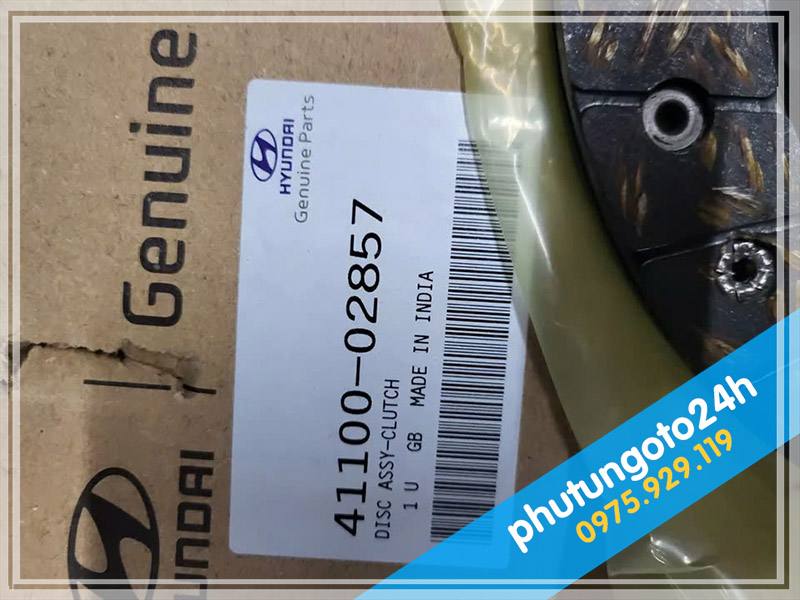 HYUNDAI | Genuine
HYUNDAI
Genuine Parts
41100-02857
DISC ASSY-CLUTCH
1 U GB MADE IN INDIA
phutungoto24h
0975.929.119